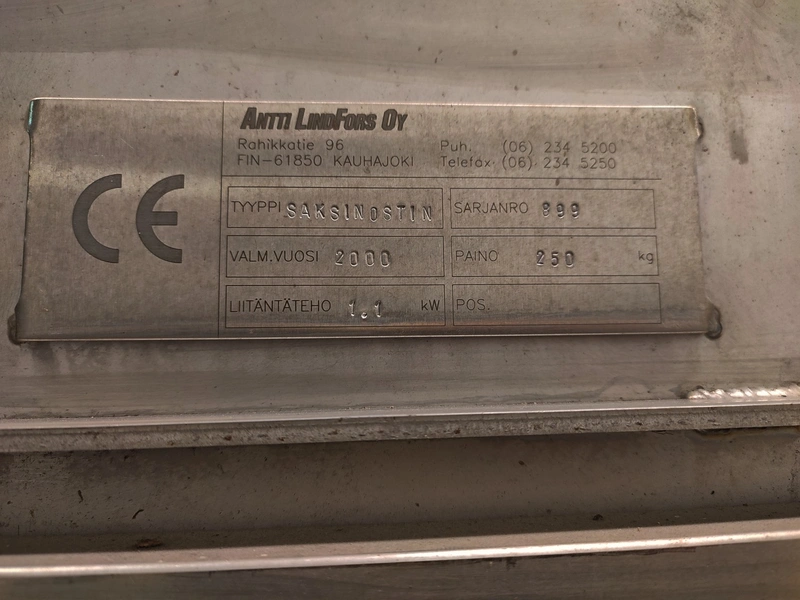 ANTTI LINDFORS OY
Rahikkatie 96 Puh. (06) 234 5200
FIN-61850 KAUHAJOKI Telefax (06) 234 5250
CE
TYYPPI SAKSINOSTIN SARJANRO 899
VALM.VUOSI 2000 PAINO 250 kg
LIITÄNTÄTEHO 1.1 kW POS.